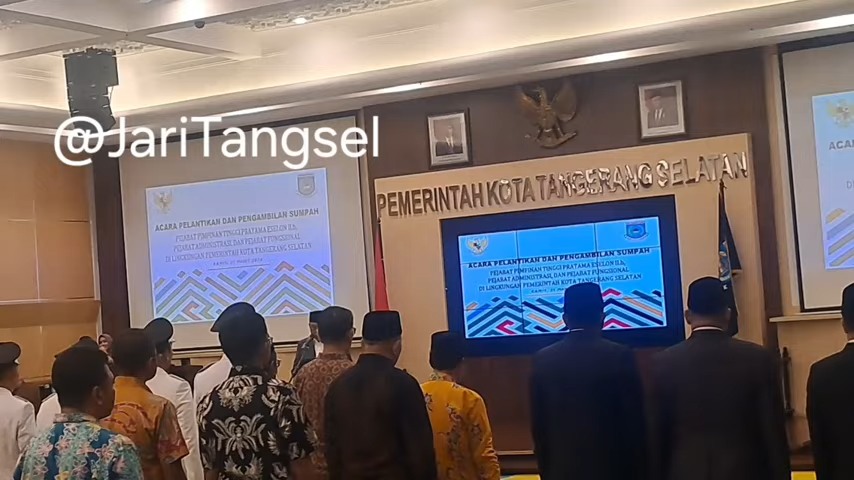 @JariTangsel
ACARA PELANTIKAN DAN PENGAMBILAN SUMPAH
PEJABAT PIMPINAN TINGGI PRATAMA ESELON II.b,
PEJABAT ADMINISTRASI, DAN PEJABAT FUNGSIONAL
DI LINGKUNGAN PEMERINTAH KOTA TANGERANG SELATAN
PEMERINTAH KOTA TANGERANG SELATAN
ACARA PELANTIKAN DAN PENGAMBILAN SUMPAH
PEJABAT PIMPINAN TINGGI PRATAMA ESELON II.b,
PEJABAT ADMINISTRASI, DAN PEJABAT FUNGSIONAL
DI LINGKUNGAN PEMERINTAH KOTA TANGERANG SELATAN